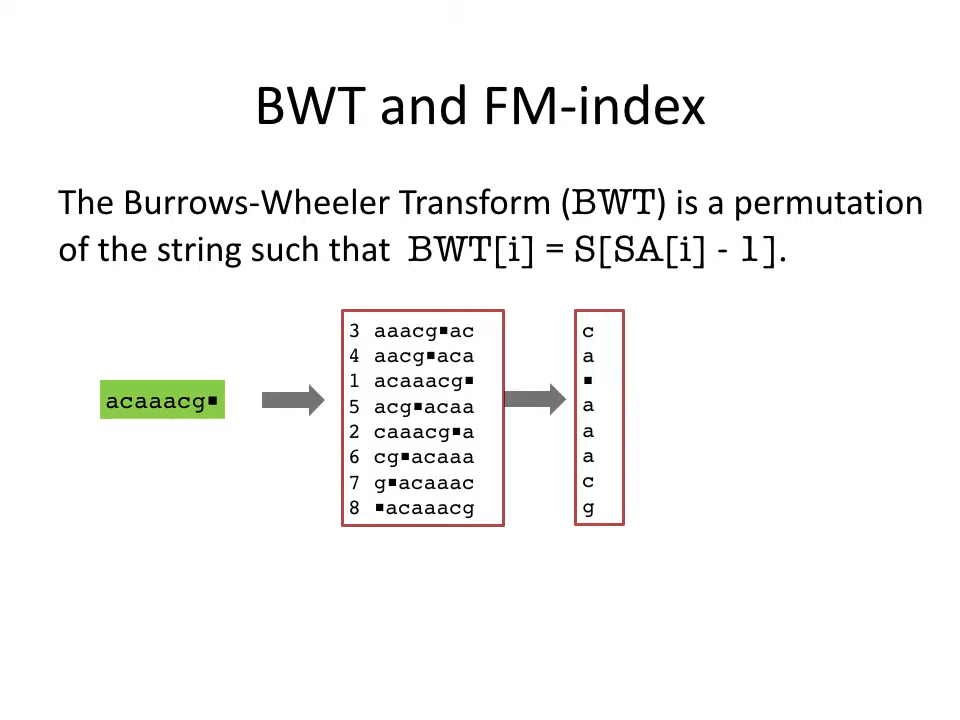 BWT and FM-index
The Burrows-Wheeler Transform (BWT) is a permutation
of the string such that BWT[i] = S[SA[i] - 1].
acaaacg▪
3 aaacg▪ac
4 aacg▪aca
1 acaaacg▪
5 acg▪acaa
2 caaacg▪a
6 cg▪acaaa
7 g▪acaaac
8 ▪acaaacg
c
a
▪
a
a
a
c
g